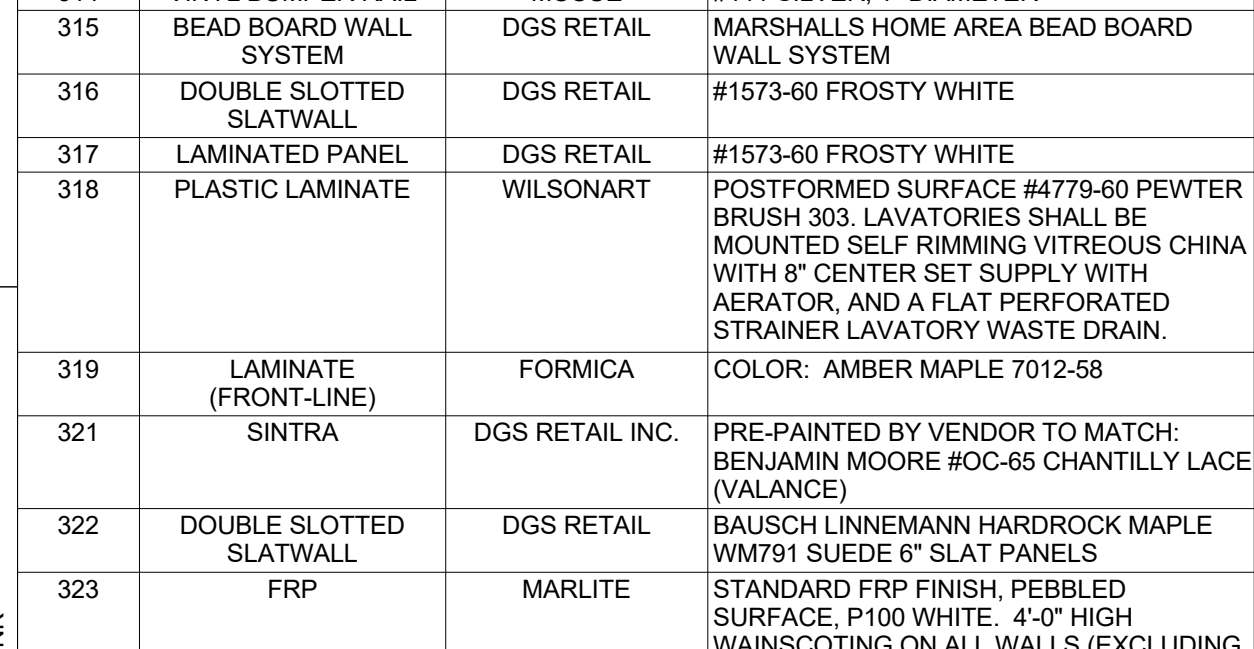 315 BEAD BOARD WALL DGS RETAIL MARSHALLS HOME AREA BEAD BOARD
SYSTEM WALL SYSTEM
316 DOUBLE SLOTTED DGS RETAIL #1573-60 FROSTY WHITE
SLATWALL
317 LAMINATED PANEL DGS RETAIL #1573-60 FROSTY WHITE
318 PLASTIC LAMINATE WILSONART POSTFORMED SURFACE #4779-60 PEWTER
BRUSH 303. LAVATORIES SHALL BE
MOUNTED SELF RIMMING VITREOUS CHINA
WITH 8" CENTER SET SUPPLY WITH
AERATOR, AND A FLAT PERFORATED
STRAINER LAVATORY WASTE DRAIN.
319 LAMINATE FORMICA COLOR: AMBER MAPLE 7012-58
(FRONT-LINE)
321 SINTRA DGS RETAIL INC. PRE-PAINTED BY VENDOR TO MATCH:
BENJAMIN MOORE #OC-65 CHANTILLY LACE
(VALANCE)
322 DOUBLE SLOTTED DGS RETAIL BAUSCH LINNEMANN HARDROCK MAPLE
SLATWALL WM791 SUEDE 6" SLAT PANELS
323 FRP MARLITE STANDARD FRP FINISH, PEBBLED
SURFACE, P100 WHITE. 4'-0" HIGH
WAINSCOTING ON ALL WALLS (EXCLUDING